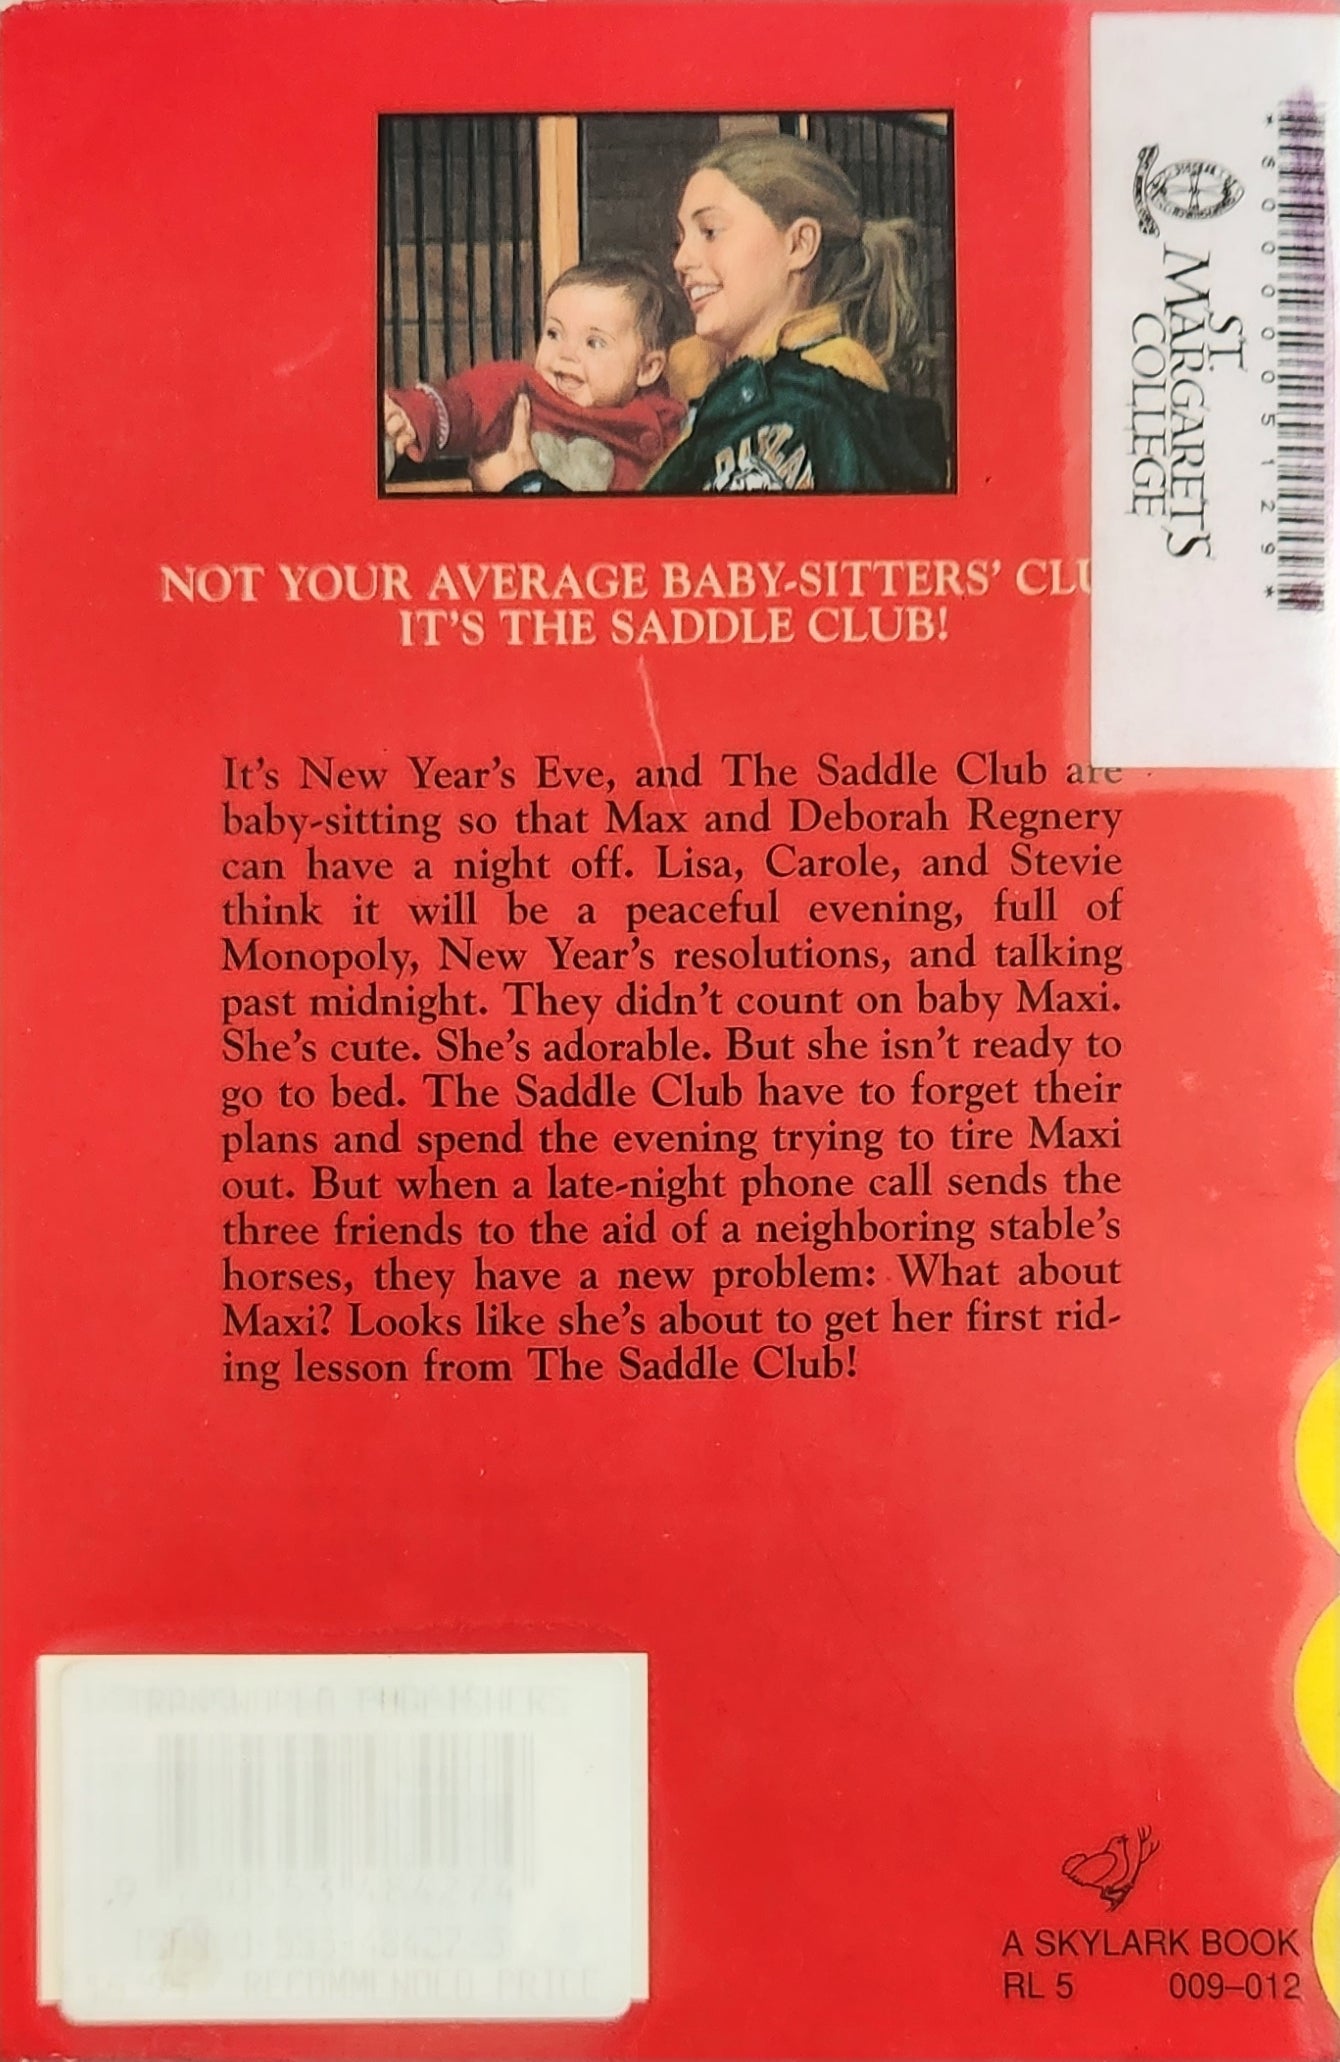 ST
MARGARET'S
COLLEGE
*S00005129*
NOT YOUR AVERAGE BABY-SITTERS' CLU
IT'S THE SADDLE CLUB!
It's New Year's Eve, and The Saddle Club are
baby-sitting so that Max and Deborah Regnery
can have a night off. Lisa, Carole, and Stevie
think it will be a peaceful evening, full of
Monopoly, New Year's resolutions, and talking
past midnight. They didn't count on baby Maxi.
She's cute. She's adorable. But she isn't ready to
go to bed. The Saddle Club have to forget their
plans and spend the evening trying to tire Maxi
out. But when a late-night phone call sends the
three friends to the aid of a neighboring stable's
horses, they have a new problem: What about
Maxi? Looks like she's about to get her first rid-
ing lesson from The Saddle Club!
TRANSWORLD PUBLISHERS
RECOMMENDED PRICE
A SKYLARK BOOK
RL 5 009–012